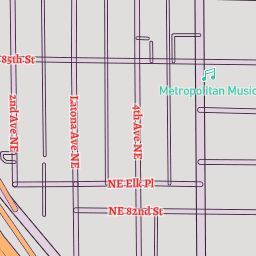 85th St
Metropolitan Music
2nd Ave NE
Latona Ave NE
4th Ave NE
NE Elk Pl
NE 82nd St